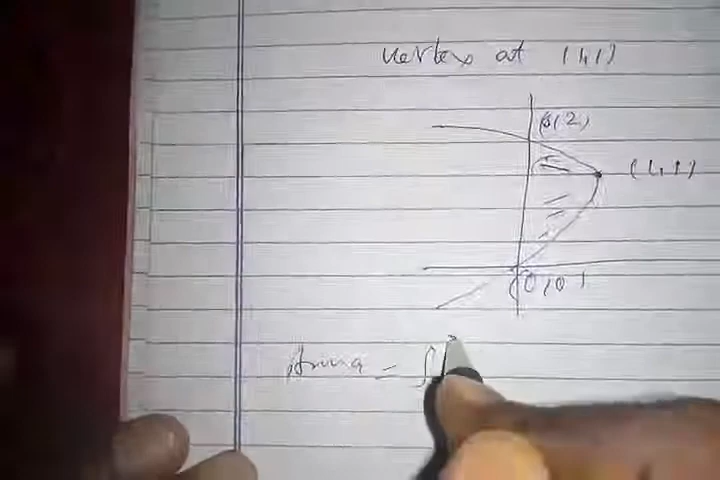 vertex at (1,1)
(0,2)
(1,1)
(0,0)
Area = ∫